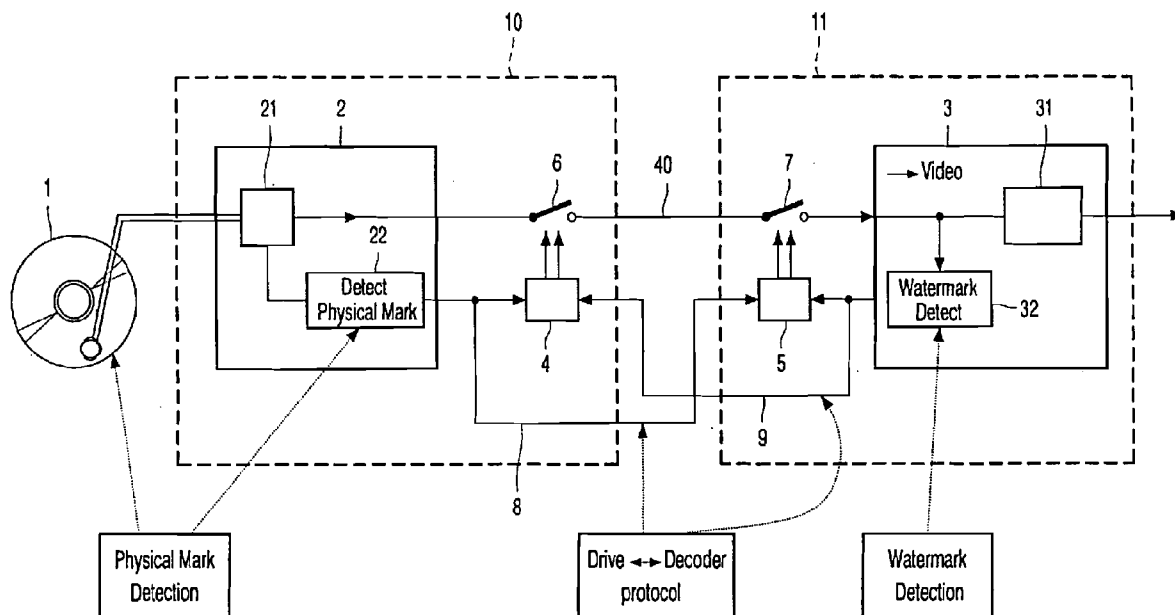 10
11
21
2
3
31
6
40
7
Video
1
22
Detect
Physical Mark
Watermark
Detect
32
4
5
9
8
Physical Mark
Detection
Drive ↔ Decoder
protocol
Watermark
Detection